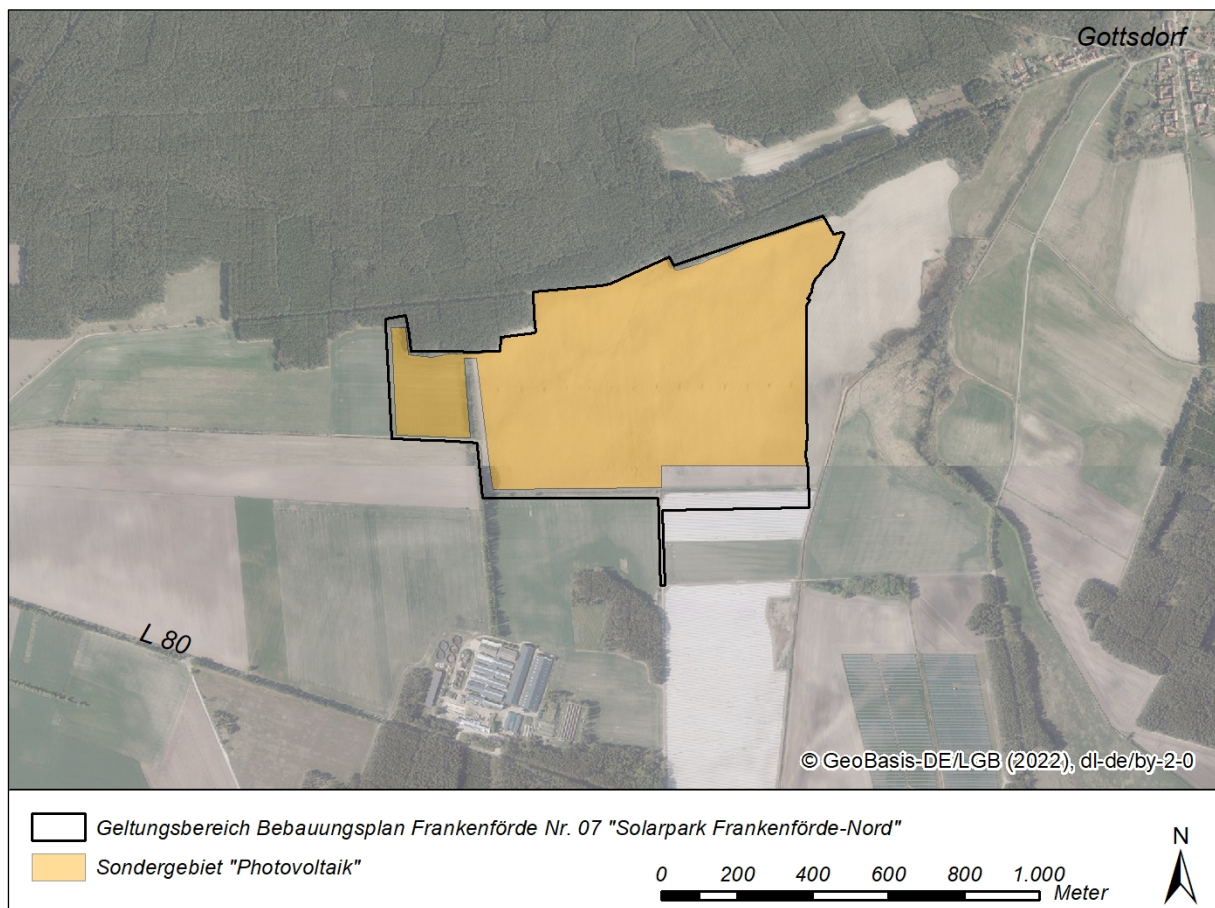 Gottsdorf
L 80
© GeoBasis-DE/LGB (2022), dl-de/by-2-0
Geltungsbereich Bebauungsplan Frankenförde Nr. 07 "Solarpark Frankenförde-Nord"
Sondergebiet "Photovoltaik"
N
0 200 400 600 800 1.000
Meter